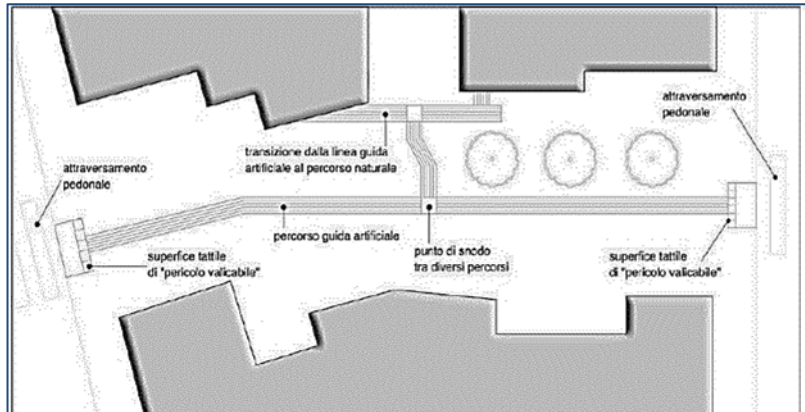 attraversamento
pedonale
transizione dalla linea guida
artificiale al percorso naturale
attraversamento
pedonale
percorso guida artificiale
superfice tattile
di "pericolo valicabile"
punto di snodo
tra diversi percorsi
superfice tattile
di "pericolo valicabile"